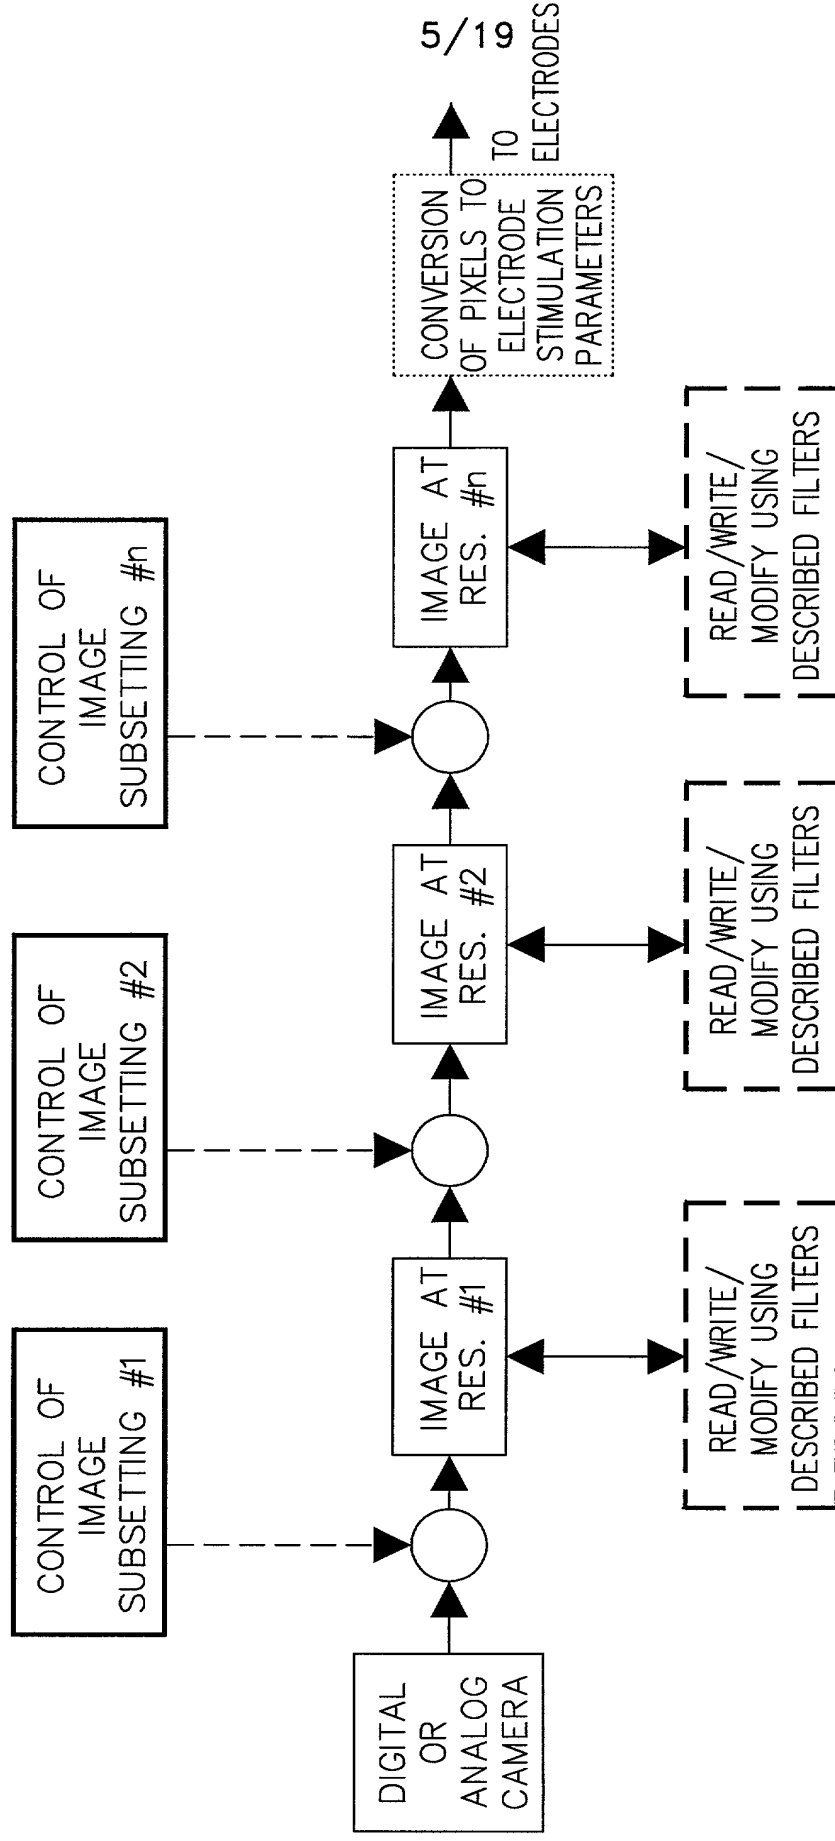 5/19
CONTROL OF
IMAGE
SUBSETTING #1
CONTROL OF
IMAGE
SUBSETTING #2
CONTROL OF
IMAGE
SUBSETTING #n
DIGITAL
OR
ANALOG
CAMERA
IMAGE AT
RES. #1
IMAGE AT
RES. #2
IMAGE AT
RES. #n
CONVERSION
OF PIXELS TO
ELECTRODE
STIMULATION
PARAMETERS
TO
ELECTRODES
READ/WRITE/
MODIFY USING
DESCRIBED FILTERS
READ/WRITE/
MODIFY USING
DESCRIBED FILTERS
READ/WRITE/
MODIFY USING
DESCRIBED FILTERS